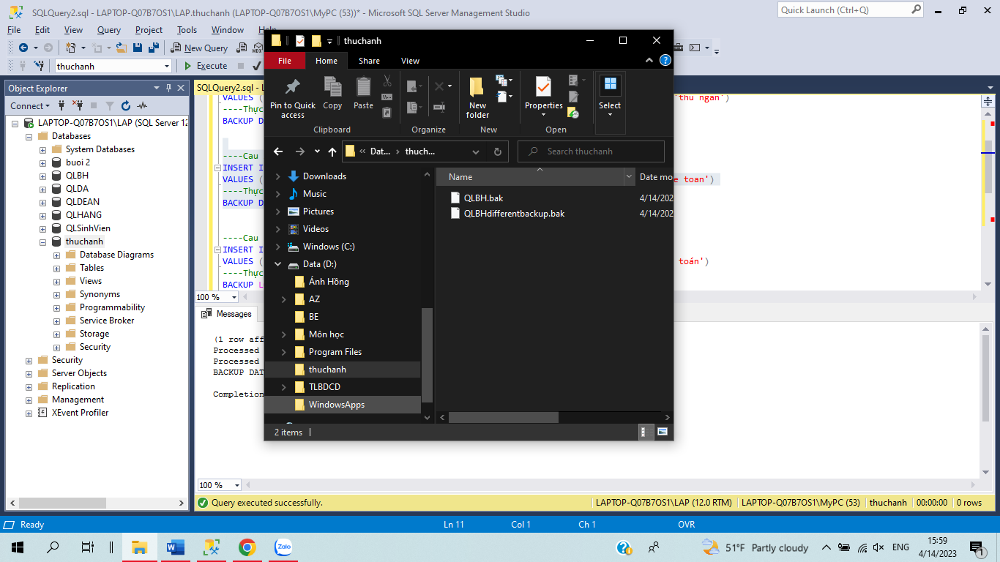 SQLQuery2.sql - LAPTOP-Q07B7OS1\LAP.thuchanh (LAPTOP-Q07B7OS1\MyPC (53))* - Microsoft SQL Server Management Studio
Quick Launch (Ctrl+Q)
File Edit View Query Project Tools Window Help
New Query
thuchanh
Execute
Object Explorer
Connect
LAPTOP-Q07B7OS1\LAP (SQL Server 12
Databases
System Databases
buoi 2
QLBH
QLDA
QLDEAN
QLHANG
QLSinhVien
thuchanh
Database Diagrams
Tables
Views
Synonyms
Programmability
Service Broker
Storage
Security
Security
Server Objects
Replication
Management
XEvent Profiler
SQLQuery2.sql - L
VALUES ( 'thu ngan')
----Thực
BACKUP DA
----Cau
INSERT I
VALUES ( e toan')
----Thực
BACKUP DA
----Cau
INSERT I
VALUES ( toán')
----Thực
BACKUP L
100 %
Messages
(1 row aff
Processed
Processed
BACKUP DAT
Completion
100 %
thuchanh
File Home Share View
Pin to Quick access
Copy
Paste
Clipboard
Organize
New folder
New
Properties
Open
Select
Dat... thuch...
Search thuchanh
Downloads
Music
Pictures
Videos
Windows (C:)
Data (D:)
Ánh Hồng
AZ
BE
Môn học
Program Files
thuchanh
TLBDCD
WindowsApps
Name Date mo
QLBH.bak 4/14/202
QLBHdifferentbackup.bak 4/14/202
2 items
Query executed successfully. LAPTOP-Q07B7OS1\LAP (12.0 RTM) LAPTOP-Q07B7OS1\MyPC (53) thuchanh 00:00:00 0 rows
Ready Ln 11 Col 1 Ch 1 OVR
Zalo
51°F Partly cloudy
ENG
15:59
4/14/2023
1